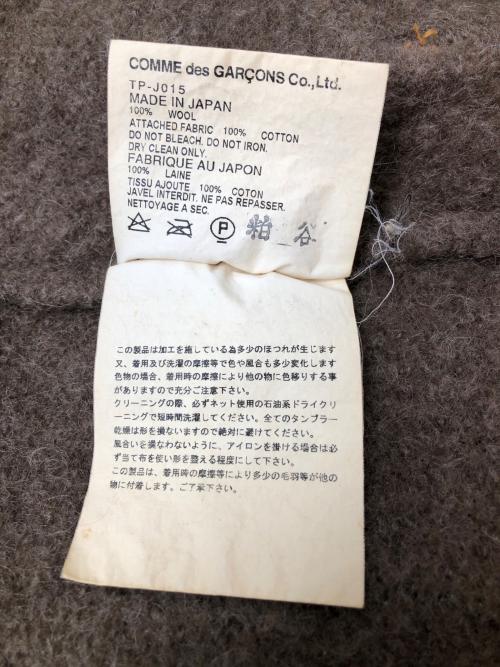 COMME des GARÇONS Co.,Ltd.
TP-J015
MADE IN JAPAN
100% WOOL
ATTACHED FABRIC 100% COTTON
DO NOT BLEACH. DO NOT IRON.
DRY CLEAN ONLY.
FABRIQUE AU JAPON
100% LAINE
TISSU AJOUTE 100% COTON
JAVEL INTERDIT. NE PAS REPASSER.
NETTOYAGE A SEC.
P 粕谷
この製品は加工を施している為多少のほつれが生じます
又、着用及び洗濯の摩擦等で色や風合も多少変化します
色物の場合、着用時の摩擦により他の物に色移りする事
がありますので充分ご注意下さい。
クリーニングの際、必ずネット使用の石油系ドライクリ
ーニングで短時間洗濯してください。全てのタンブラー
乾燥は形を損ないますので絶対に避けてください。
風合いを損なわないように、アイロンを掛ける場合は必
ず当て布を使い形を整える程度にして下さい。
この製品は、着用時の摩擦等により多少の毛羽等が他の
物に付着します。ご了承下さい。